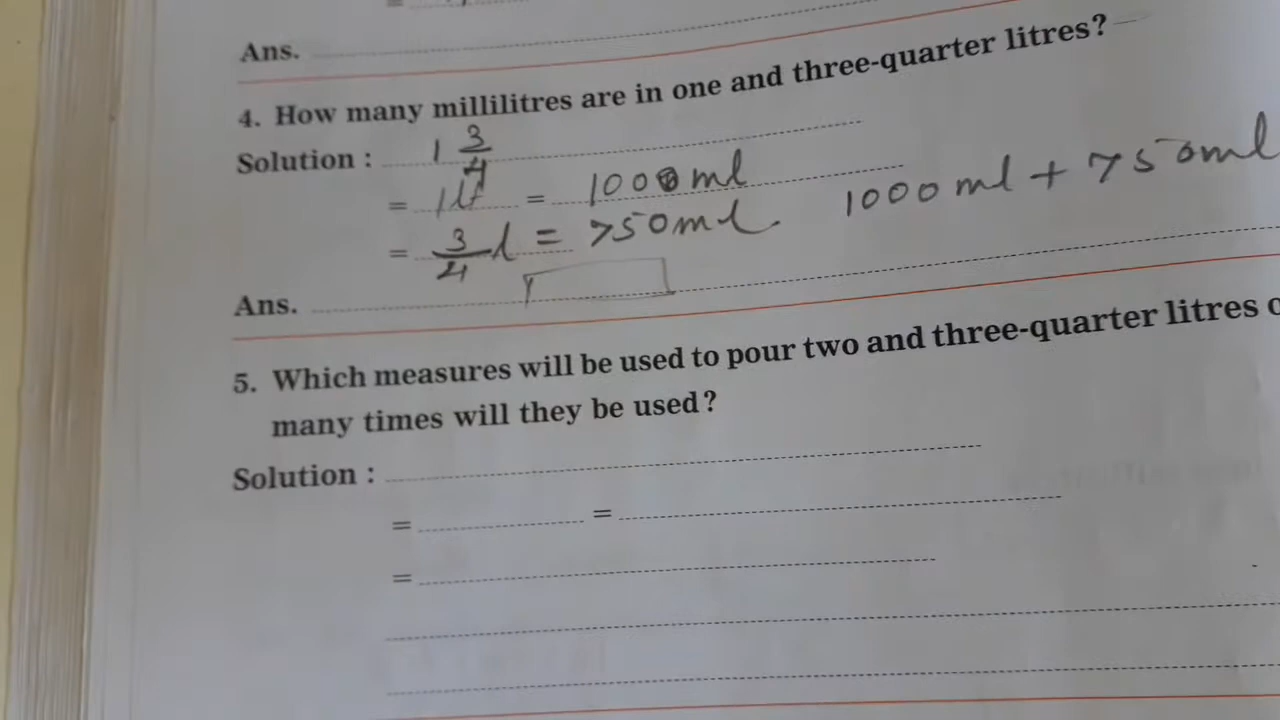 Ans.
4. How many millilitres are in one and three-quarter litres?
Solution : 1 3/4
= 1lt = 1000 ml 1000 ml + 750ml
= 3/4 l = 750ml
Ans.
5. Which measures will be used to pour two and three-quarter litres
many times will they be used?
Solution :
= =
=